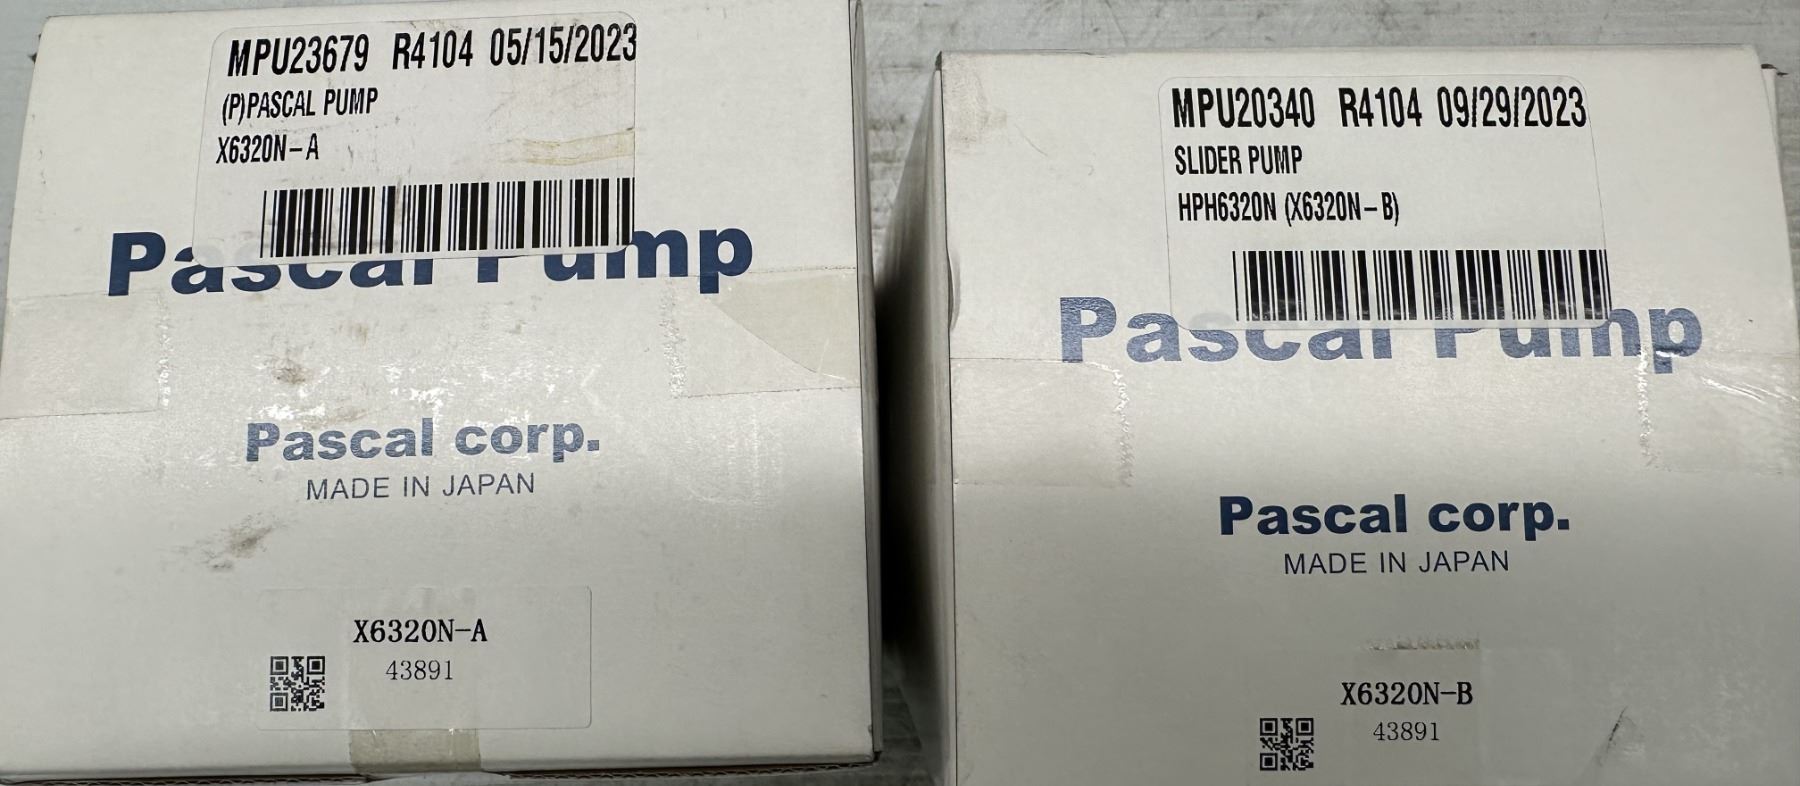 MPU23679 R4104 05/15/2023
(P)PASCAL PUMP
X6320N-A
Pascal Pump
Pascal corp.
MADE IN JAPAN
X6320N-A
43891
MPU20340 R4104 09/29/2023
SLIDER PUMP
HPH6320N (X6320N-B)
Pascal Pump
Pascal corp.
MADE IN JAPAN
X6320N-B
43891